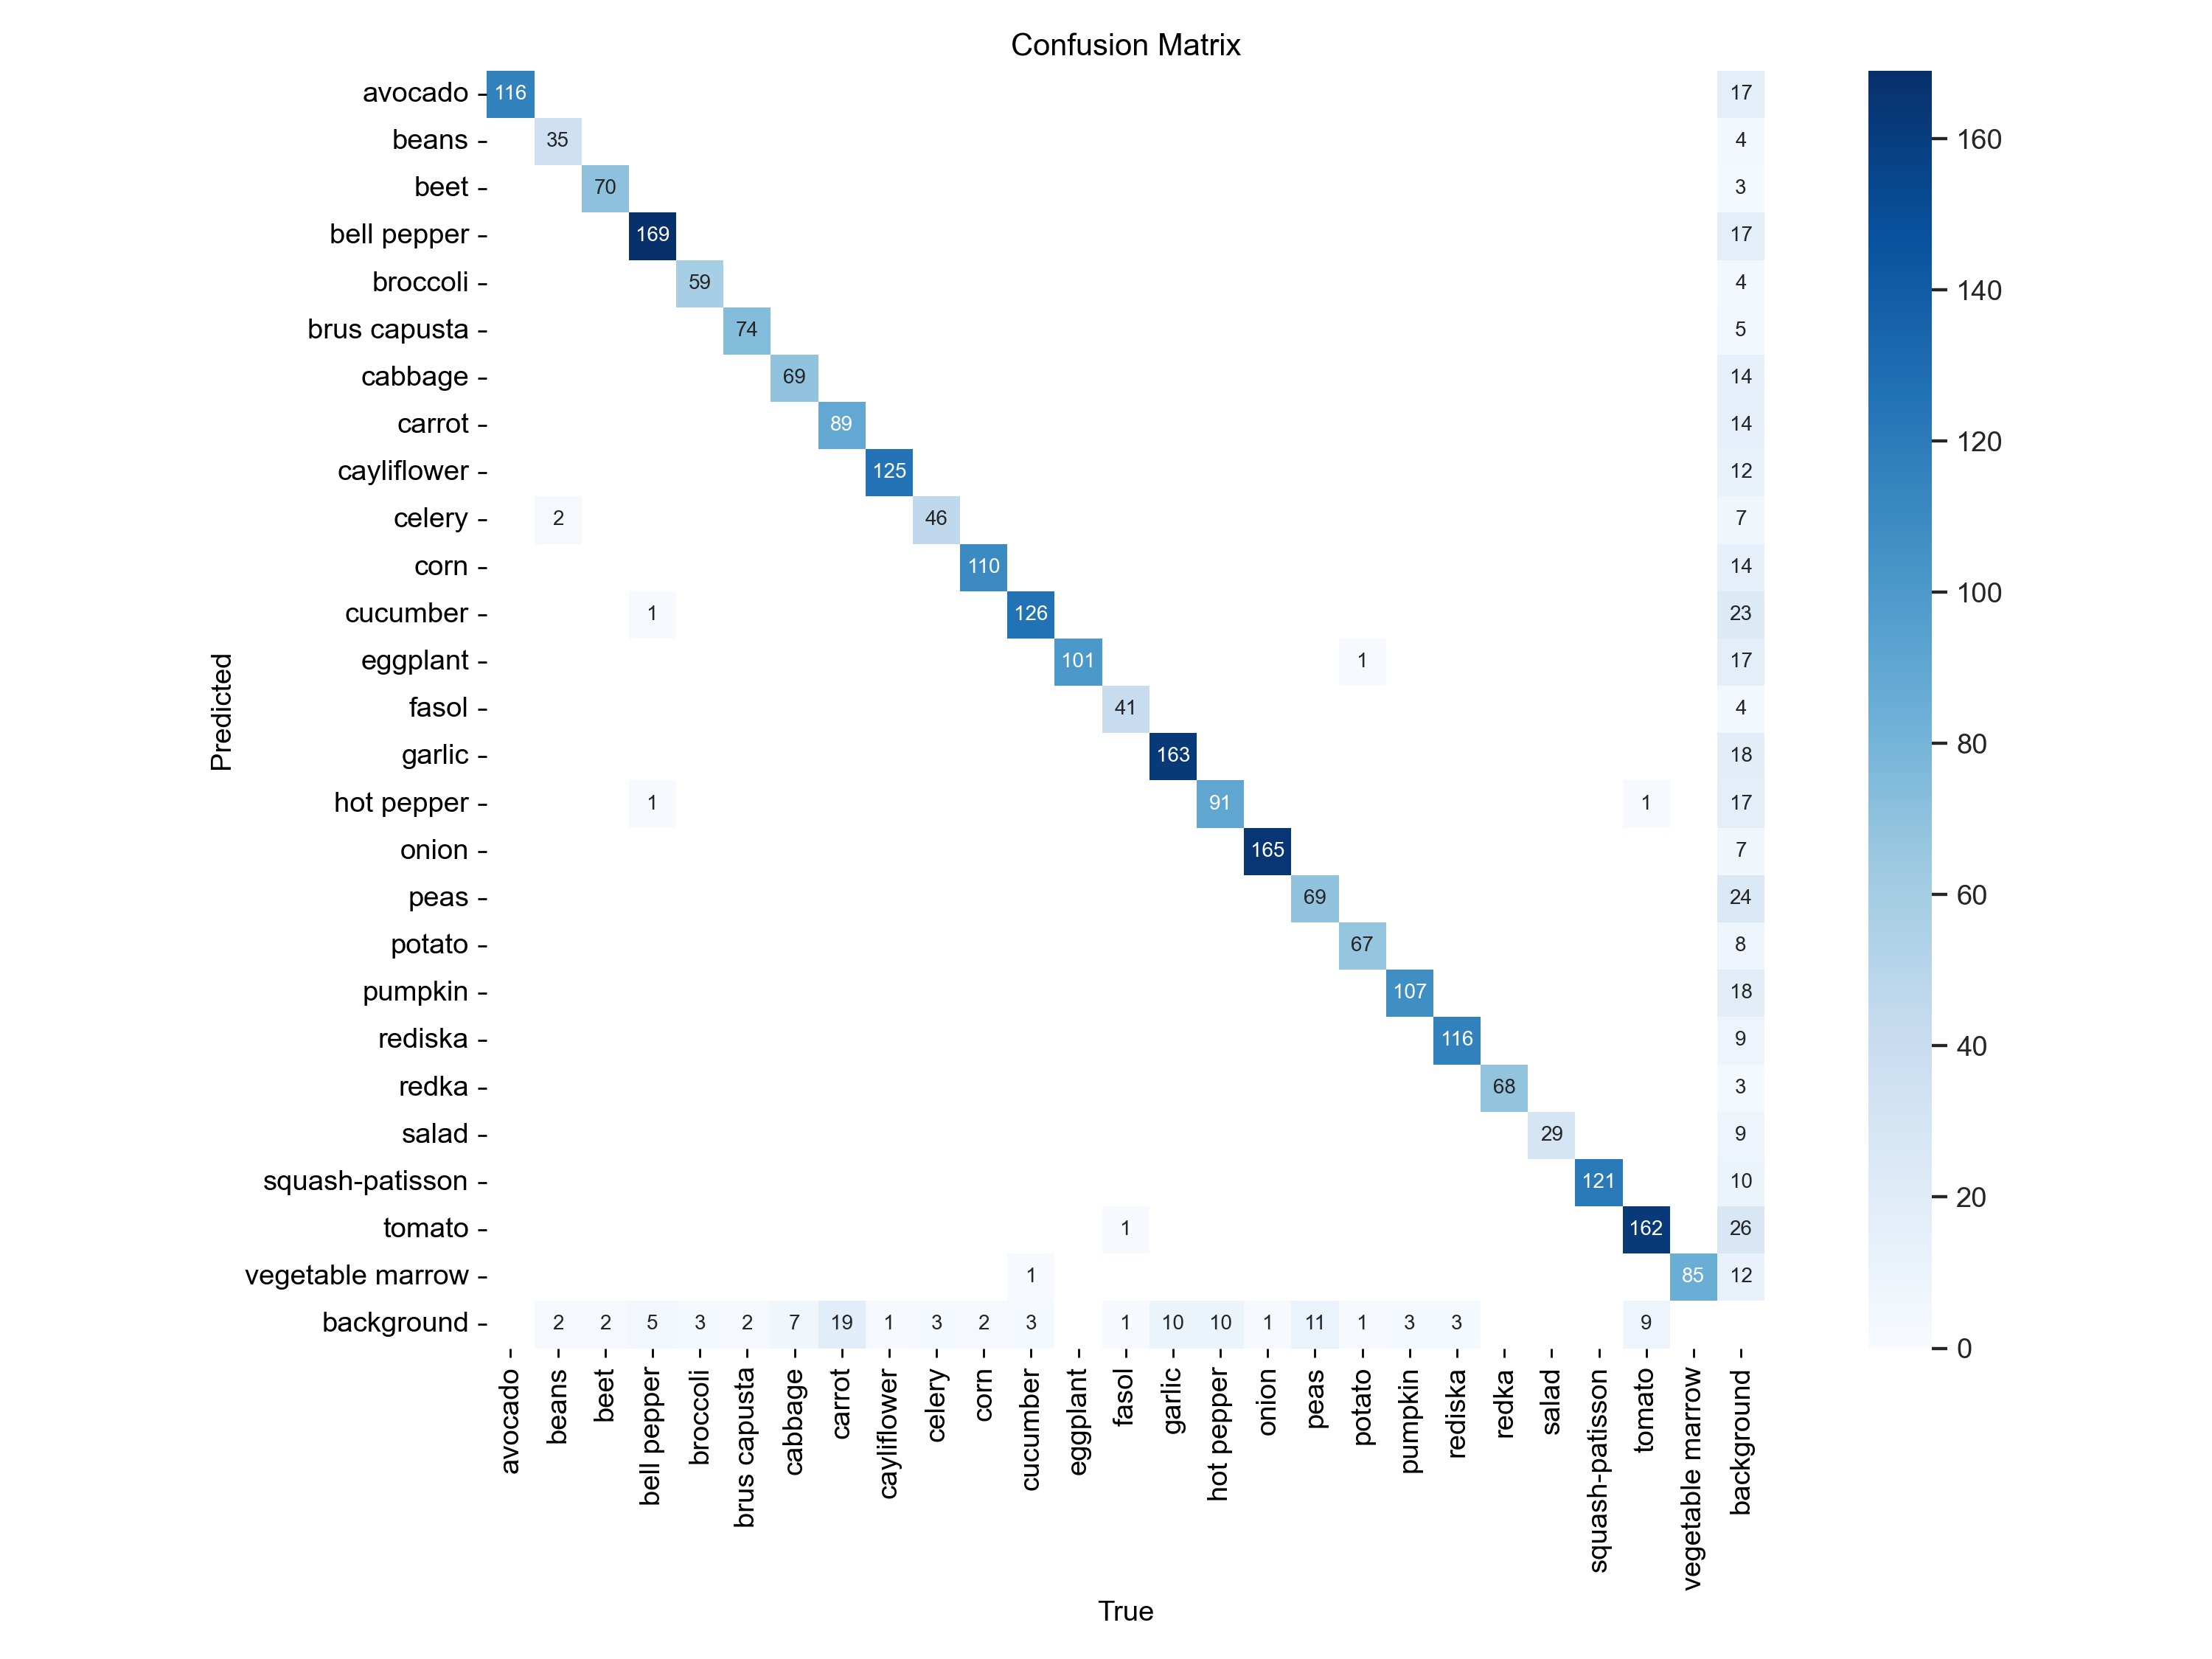 Confusion Matrix
avocado 116 17
beans 35 4
beet 70 3
bell pepper 169 17
broccoli 59 4
brus capusta 74 5
cabbage 69 14
carrot 89 14
cayliflower 125 12
celery 2 46 7
corn 110 14
cucumber 1 126 23
eggplant 101 1 17
fasol 41 4
garlic 163 18
hot pepper 1 91 1 17
onion 165 7
peas 69 24
potato 67 8
pumpkin 107 18
rediska 116 9
redka 68 3
salad 29 9
squash-patisson 121 10
tomato 1 162 26
vegetable marrow 1 85 12
background 2 2 5 3 2 7 19 1 3 2 3 1 10 10 1 11 1 3 3 9
Predicted
avocado
beans
beet
bell pepper
broccoli
brus capusta
cabbage
carrot
cayliflower
celery
corn
cucumber
eggplant
fasol
garlic
hot pepper
onion
peas
potato
pumpkin
rediska
redka
salad
squash-patisson
tomato
vegetable marrow
background
True
160
140
120
100
80
60
40
20
0